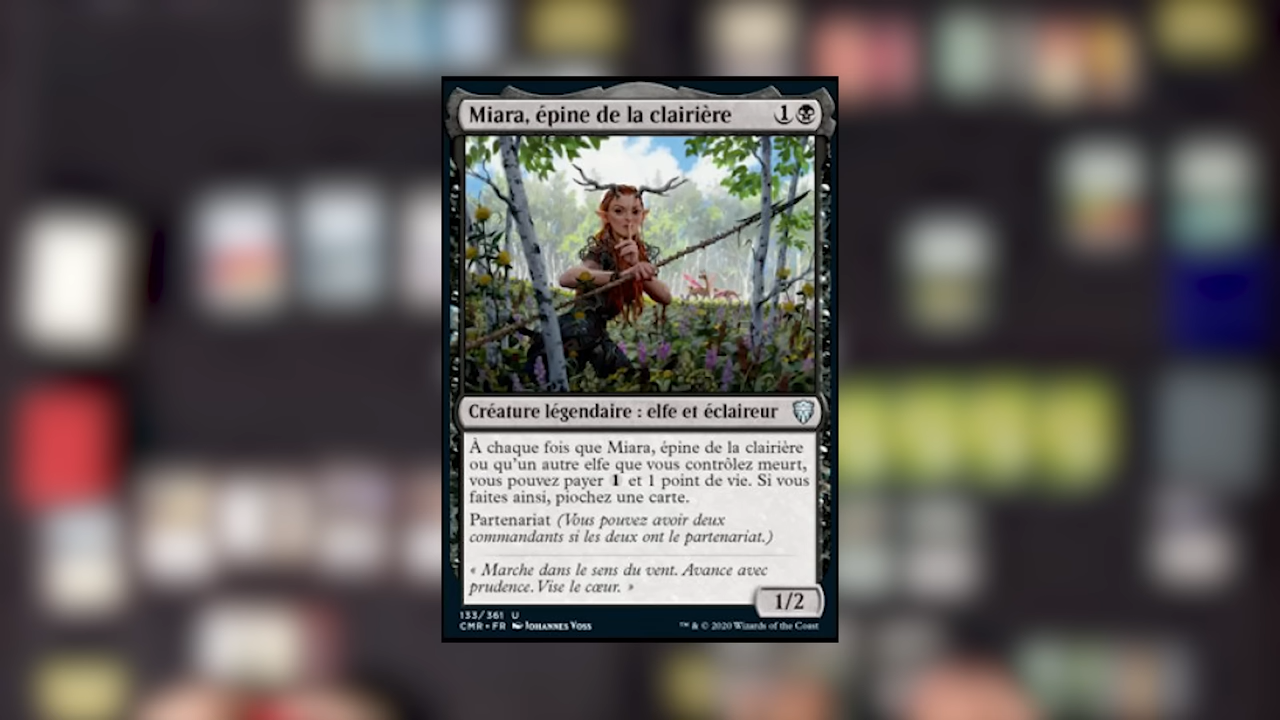 Miara, épine de la clairière 1
Créature légendaire : elfe et éclaireur
À chaque fois que Miara, épine de la clairière
ou qu'un autre elfe que vous contrôlez meurt,
vous pouvez payer 1 et 1 point de vie. Si vous
faites ainsi, piochez une carte.
Partenariat (Vous pouvez avoir deux
commandants si les deux ont le partenariat.)
« Marche dans le sens du vent. Avance avec
prudence. Vise le cœur. »
1/2
133/361 U
CMR • FR Johannes Voss
™ & © 2020 Wizards of the Coast